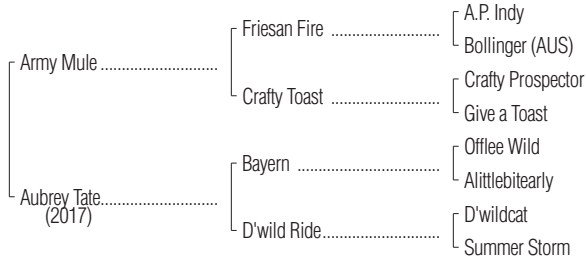 Army Mule
Aubrey Tate
(2017)
Friesan Fire
Crafty Toast
Bayern
D'wild Ride
A.P. Indy
Bollinger (AUS)
Crafty Prospector
Give a Toast
Offlee Wild
Alittlebitearly
D'wildcat
Summer Storm